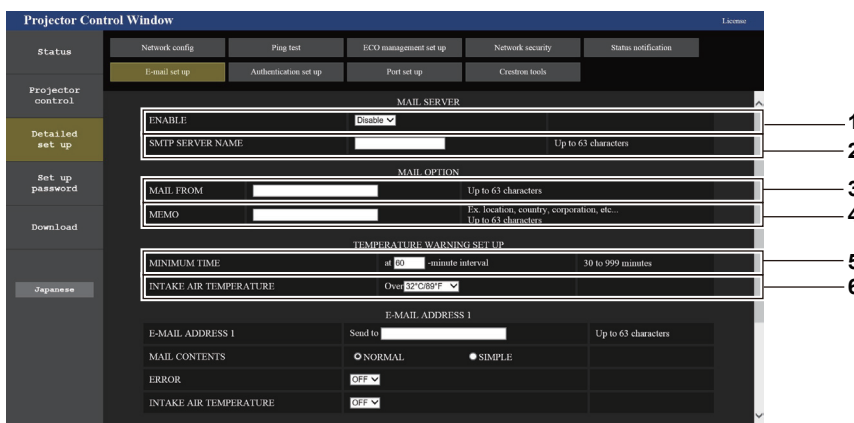 Projector Control Window License
Status Network config Ping test ECO management set up Network security Status notification
E-mail set up Authentication set up Port set up Crestron tools
Projector
control
Detailed
set up
Set up
password
Download
Japanese
MAIL SERVER
ENABLE Disable 1
SMTP SERVER NAME Up to 63 characters 2
MAIL OPTION
MAIL FROM Up to 63 characters 3
MEMO Ex. location, country, corporation, etc...
Up to 63 characters 4
TEMPERATURE WARNING SET UP
MINIMUM TIME at 60 -minute interval 30 to 999 minutes 5
INTAKE AIR TEMPERATURE Over 32°C/89°F 6
E-MAIL ADDRESS 1
E-MAIL ADDRESS 1 Send to Up to 63 characters
MAIL CONTENTS NORMAL SIMPLE
ERROR OFF
INTAKE AIR TEMPERATURE OFF